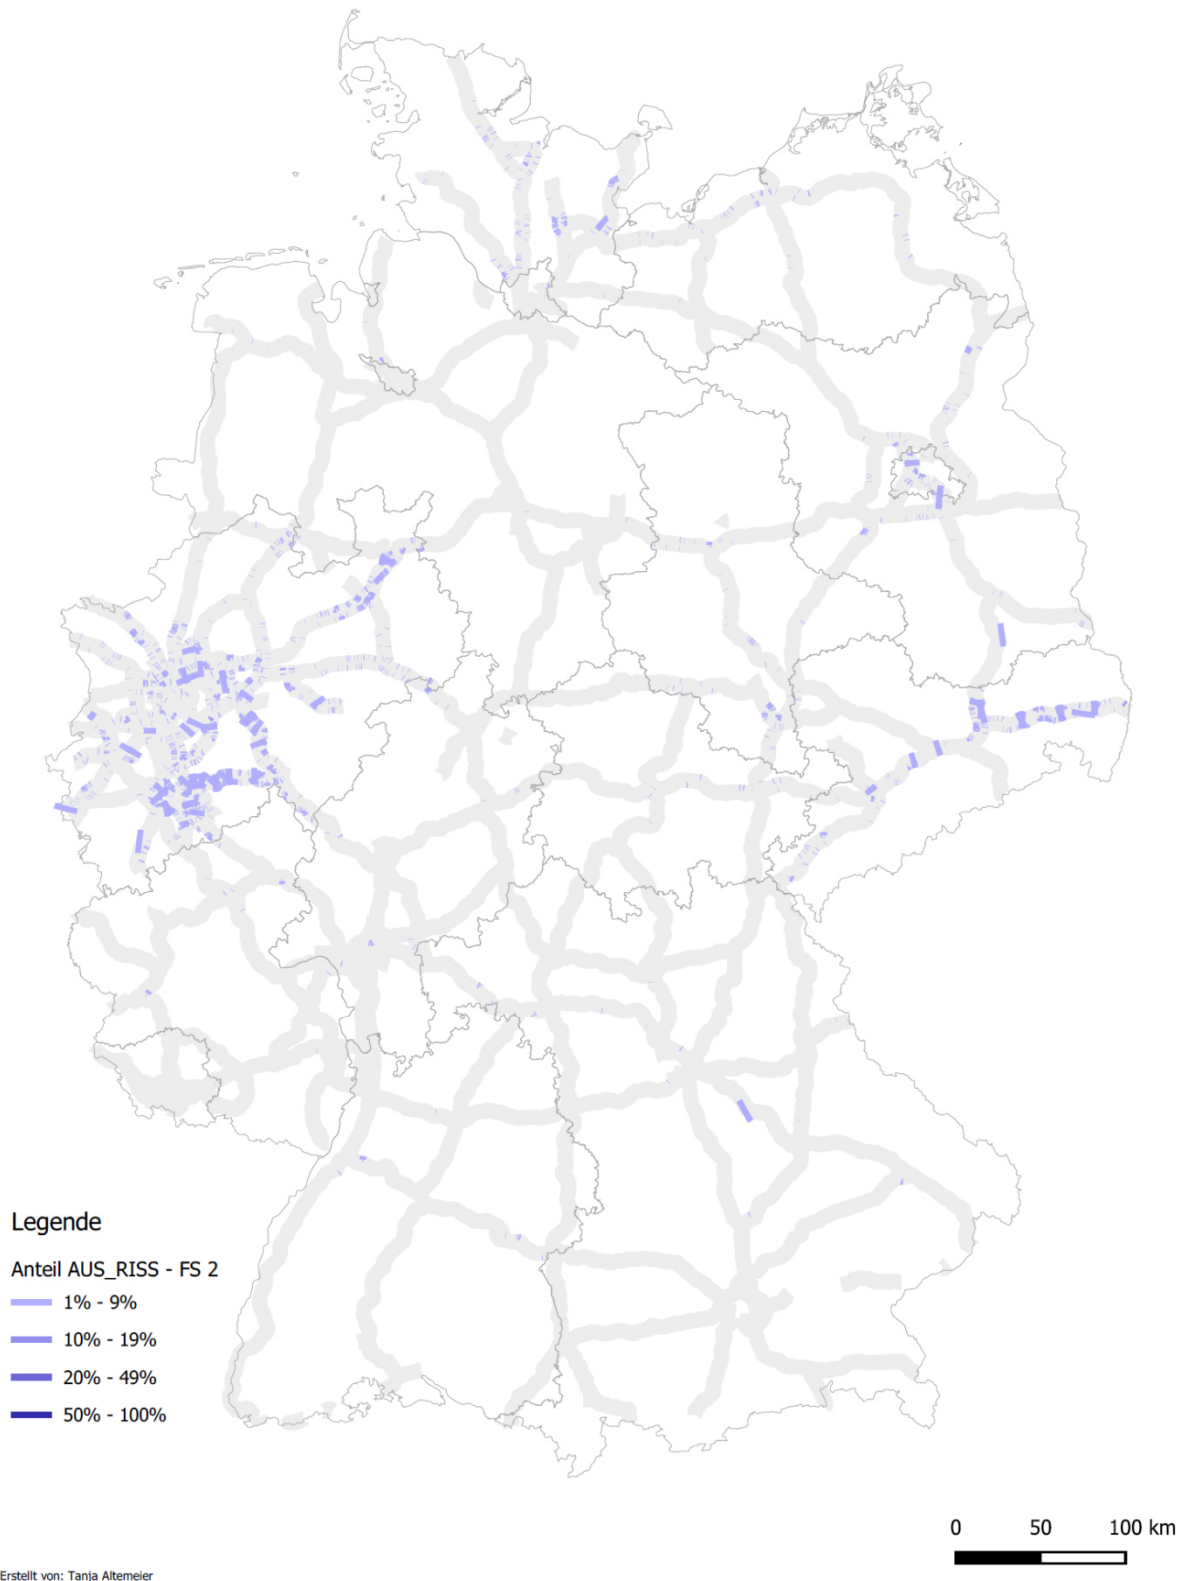 Legende
Anteil AUS_RISS - FS 2
1% - 9%
10% - 19%
20% - 49%
50% - 100%
0 50 100 km
Erstellt von: Tanja Altemeier